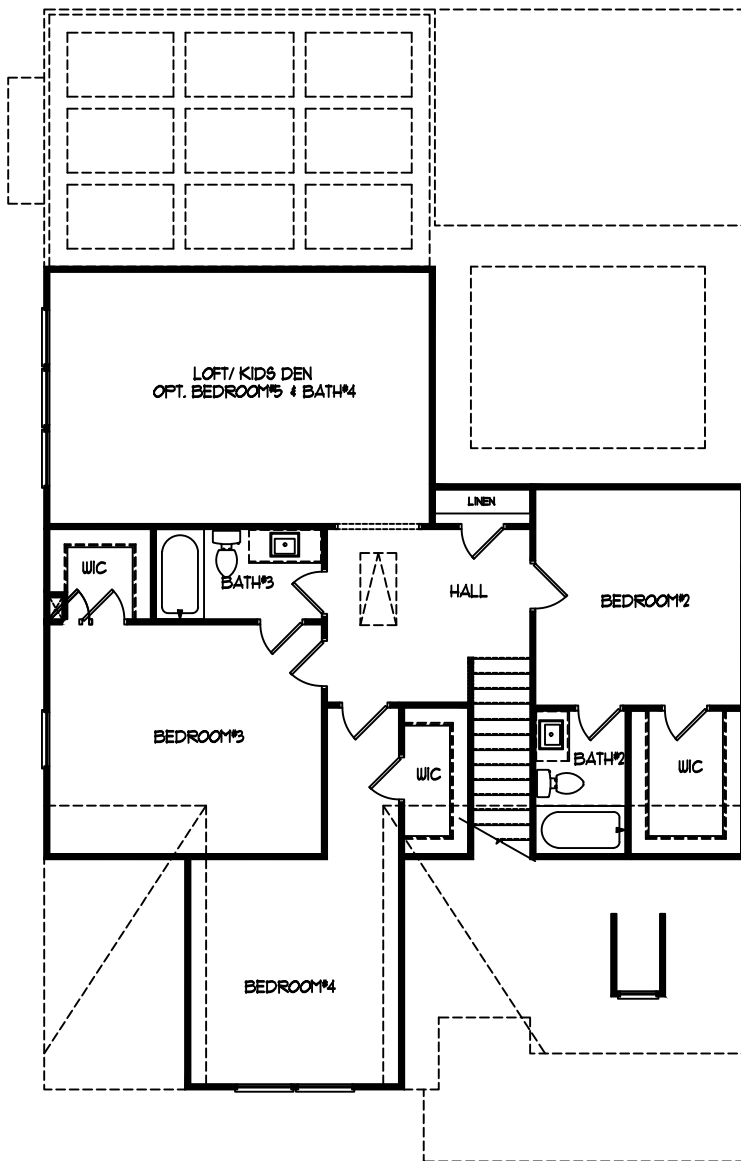 LOFT/ KIDS DEN
OPT. BEDROOM#5 & BATH#4
LINEN
WIC
BATH#3
HALL
BEDROOM#2
BEDROOM#3
WIC
BATH#2
WIC
BEDROOM#4